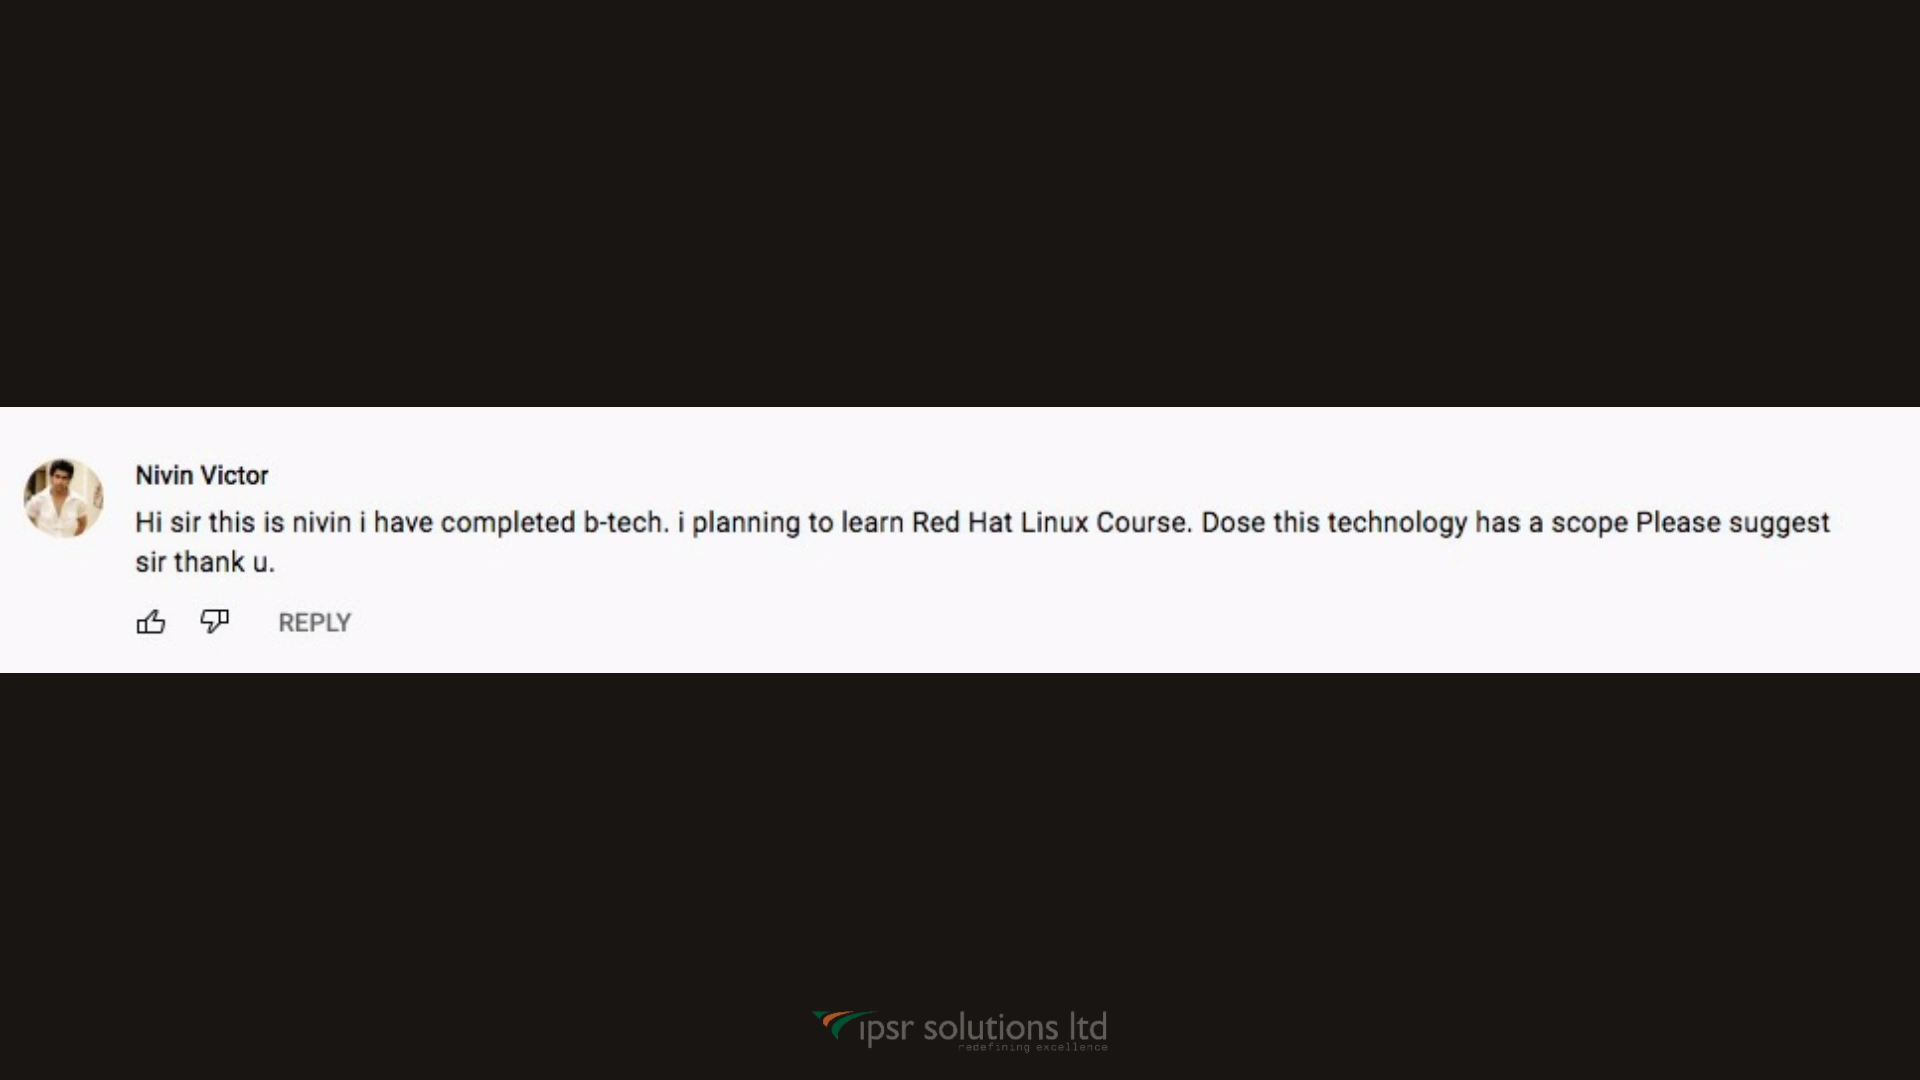 Nivin Victor
Hi sir this is nivin i have completed b-tech. i planning to learn Red Hat Linux Course. Dose this technology has a scope Please suggest
sir thank u.
REPLY
ipsr solutions ltd
redefining excellence